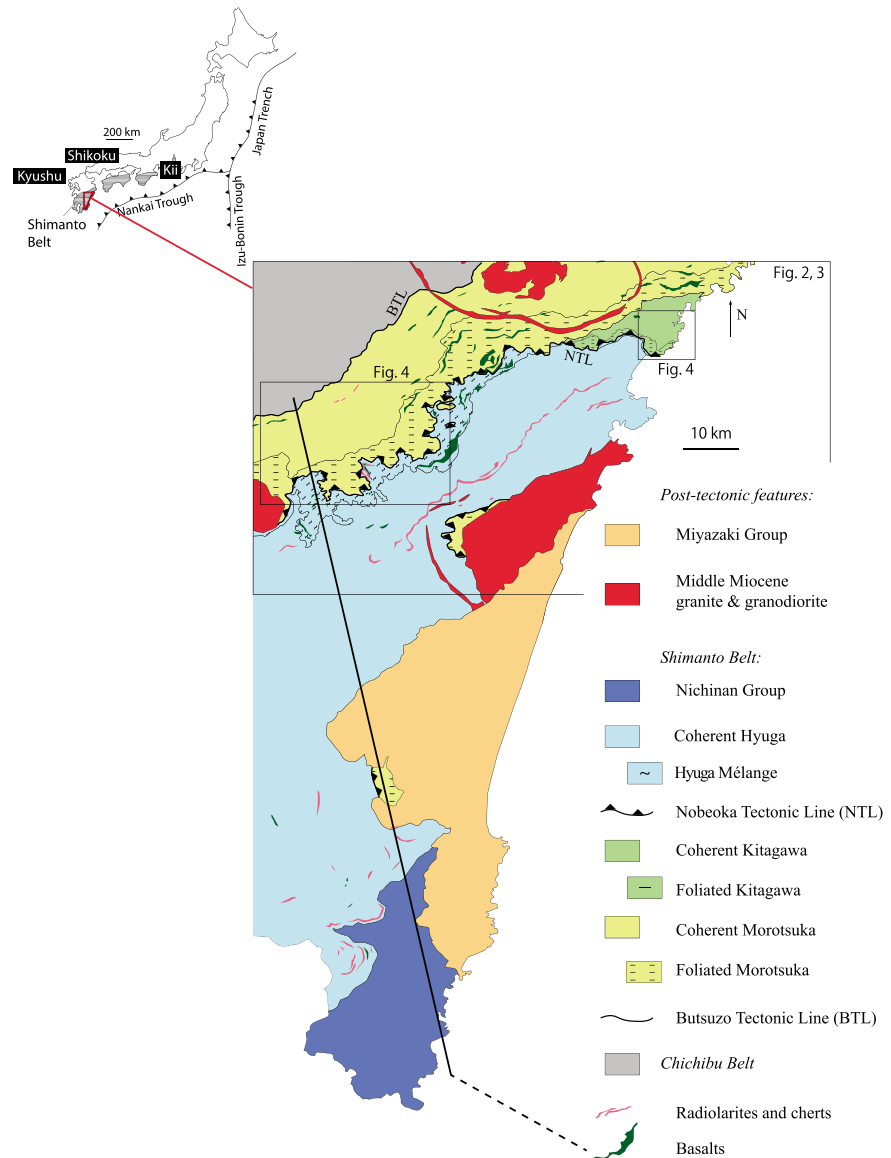 200 km
Shikoku
Kii
Kyushu
Nankai Trough
Japan Trench
Izu-Bonin Trough
Shimanto
Belt
Fig. 2, 3
BTL
N
NTL
Fig. 4
Fig. 4
10 km
Post-tectonic features:
Miyazaki Group
Middle Miocene
granite & granodiorite
Shimanto Belt:
Nichinan Group
Coherent Hyuga
~
Hyuga Mélange
Nobeoka Tectonic Line (NTL)
Coherent Kitagawa
Foliated Kitagawa
Coherent Morotsuka
Foliated Morotsuka
Butsuzo Tectonic Line (BTL)
Chichibu Belt
Radiolarites and cherts
Basalts